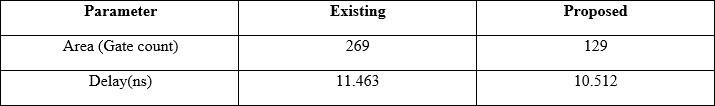 Parameter Existing Proposed
Area (Gate count) 269 129
Delay(ns) 11.463 10.512